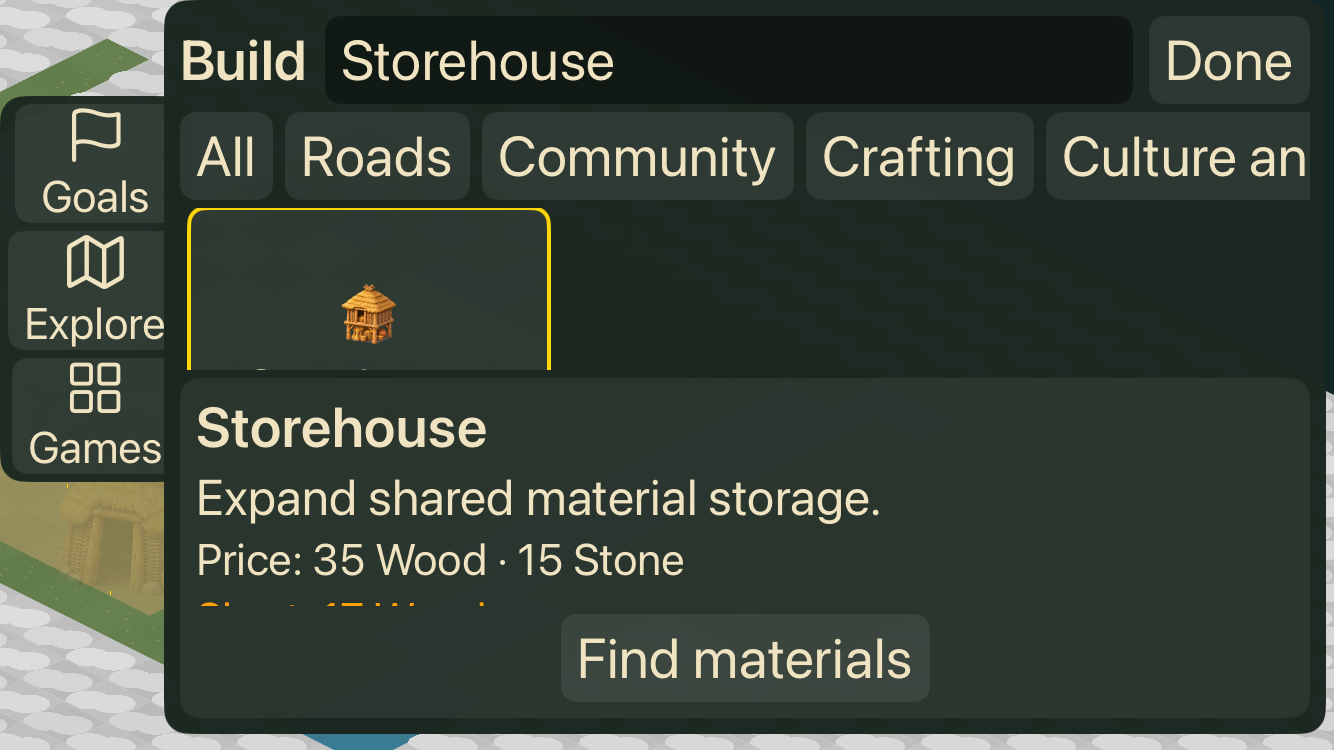 Build
Storehouse
Done
All
Roads
Community
Crafting
Culture an
Goals
Explore
Games
Storehouse
Expand shared material storage.
Price: 35 Wood · 15 Stone
Find materials